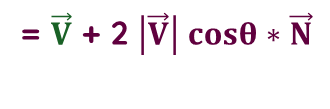 = V⃗ + 2 |V⃗| cosθ * N⃗